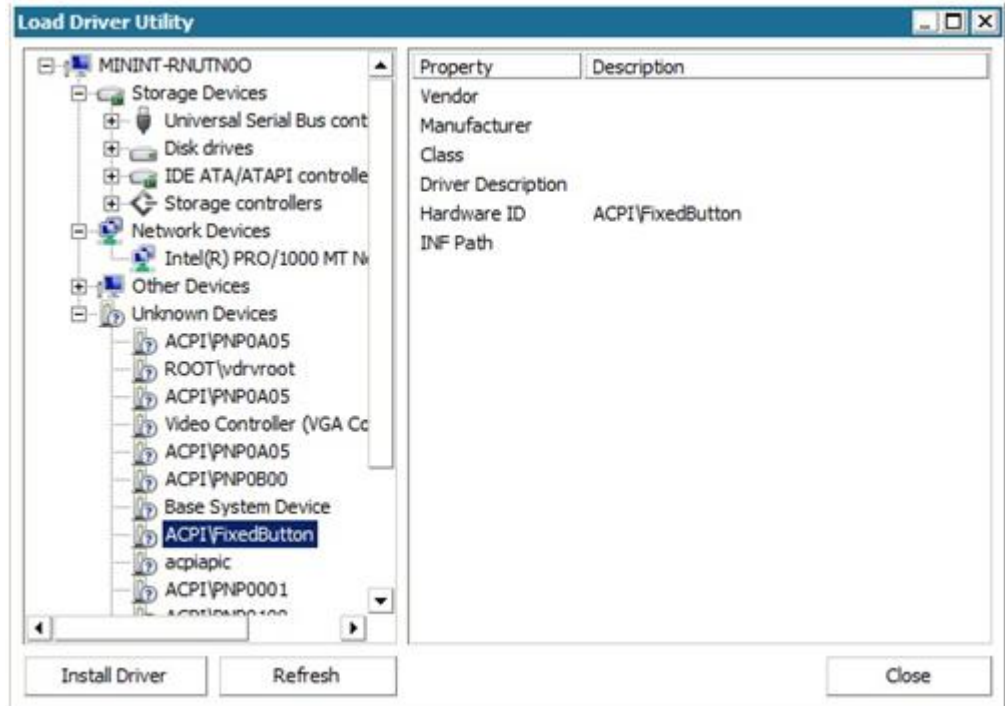 Load Driver Utility
MININT-RNUTN0O
Storage Devices
Universal Serial Bus cont
Disk drives
IDE ATA/ATAPI controlle
Storage controllers
Network Devices
Intel(R) PRO/1000 MT N
Other Devices
Unknown Devices
ACPI\PNP0A05
ROOT\vdrvroot
ACPI\PNP0A05
Video Controller (VGA Co
ACPI\PNP0A05
ACPI\PNP0B00
Base System Device
ACPI\FixedButton
acpiapic
ACPI\PNP0001
Property Description
Vendor
Manufacturer
Class
Driver Description
Hardware ID ACPI\FixedButton
INF Path
Install Driver Refresh Close